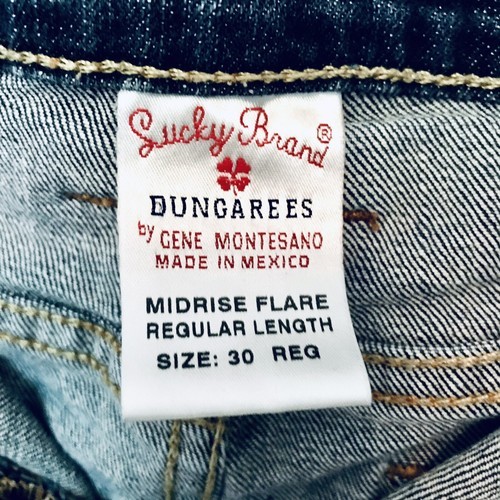 Lucky Brand®
DUNGAREES
by GENE MONTESANO
MADE IN MEXICO
MIDRISE FLARE
REGULAR LENGTH
SIZE: 30 REG